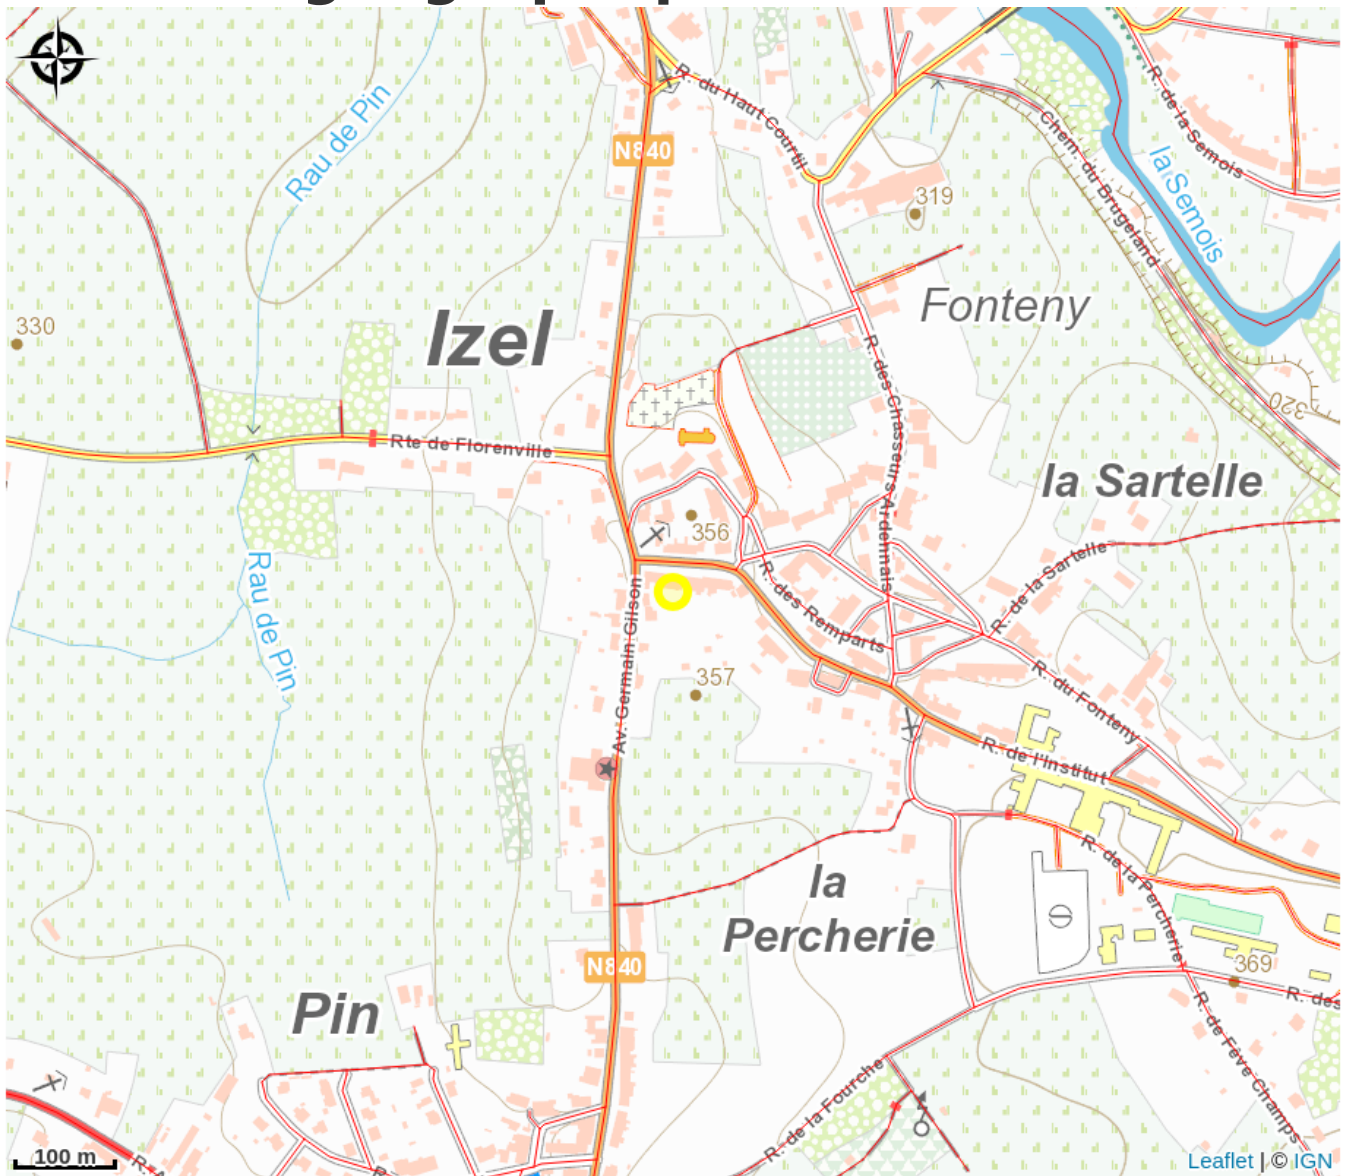 R. du Haut Courtil
Rau de Pin
N840
R. de la Semois
Chem. du Brugeland
la Semois
319
Fonteny
330
Izel
R. des Chasseurs Ardennais
320
Rte de Florenville
la Sartelle
356
R. de la Sartelle
Rau de Pin
Av. Germain Gilson
R. des Remparts
357
R. du Fonteny
R. de l'Institut
la
Percherie
R. de la Percherie
N840
369
R. des
Pin
R. de Fève Champs
R. de la Fourche
100 m
Leaflet | © IGN